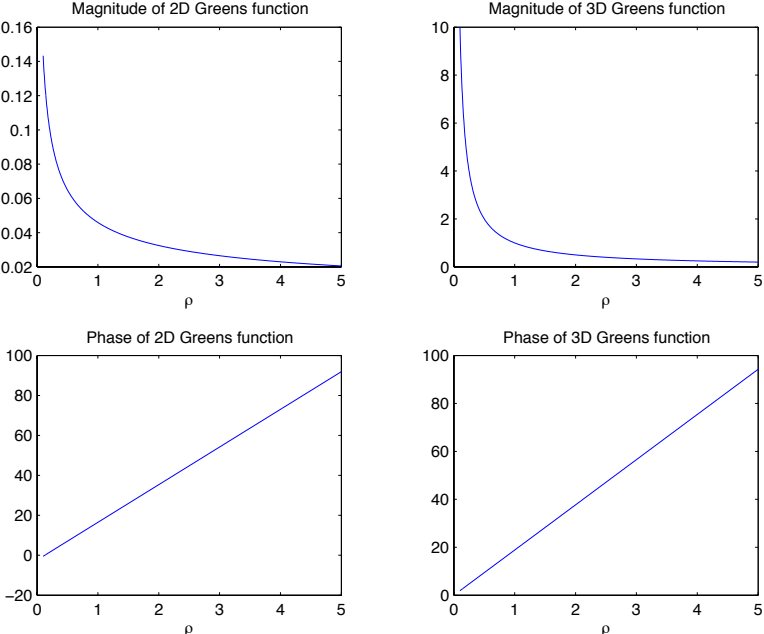 Magnitude of 2D Greens function
0.16
0.14
0.12
0.1
0.08
0.06
0.04
0.02
0 1 2 3 4 5
ρ
Magnitude of 3D Greens function
10
8
6
4
2
0
0 1 2 3 4 5
ρ
Phase of 2D Greens function
100
80
60
40
20
0
−20
0 1 2 3 4 5
ρ
Phase of 3D Greens function
100
80
60
40
20
0
0 1 2 3 4 5
ρ